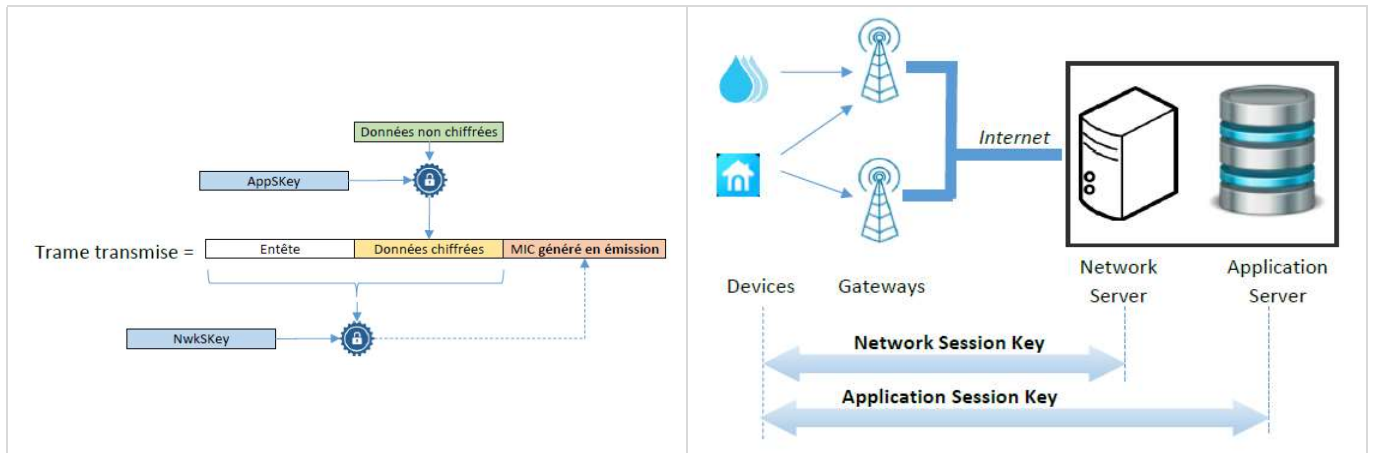 Données non chiffrées
AppSKey
Trame transmise =
Entête
Données chiffrées
MIC généré en émission
NwkSKey
Internet
Devices
Gateways
Network
Server
Application
Server
Network Session Key
Application Session Key